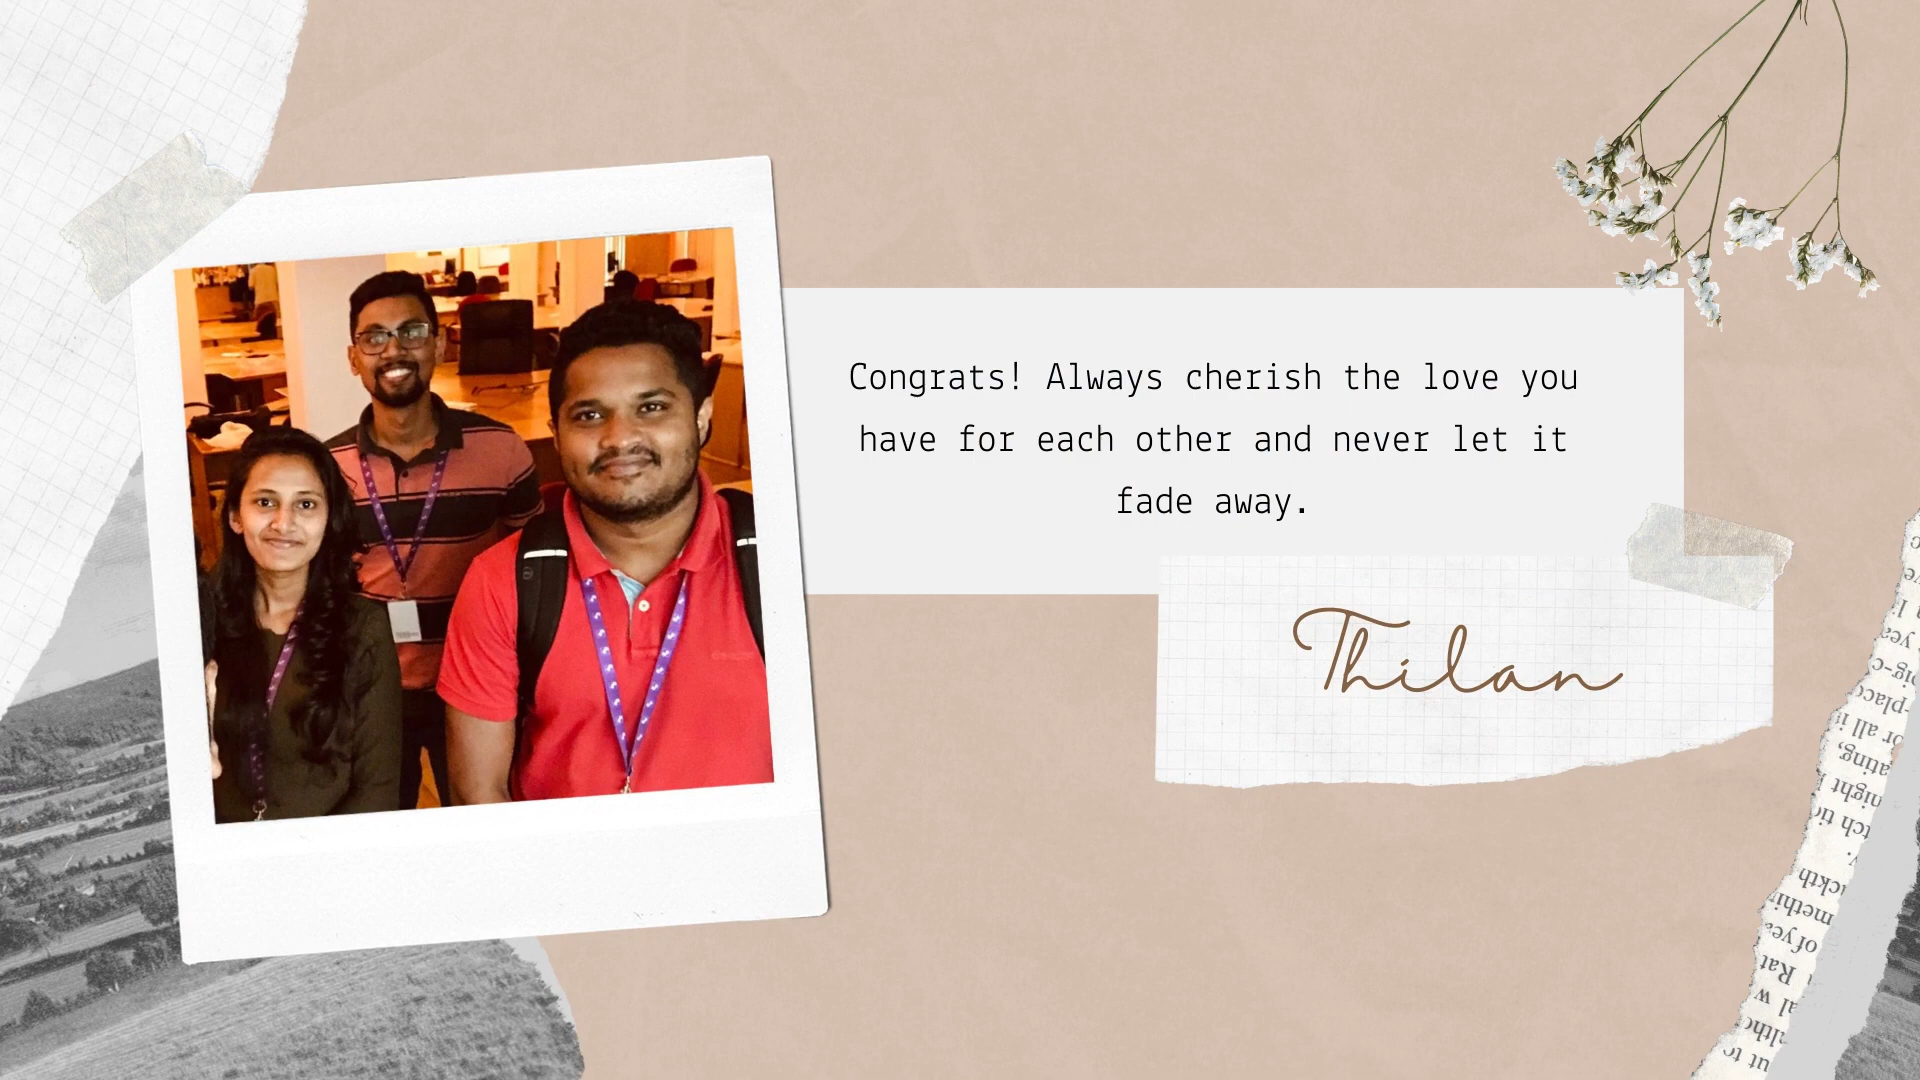 Congrats! Always cherish the love you
have for each other and never let it
fade away.
Thilan